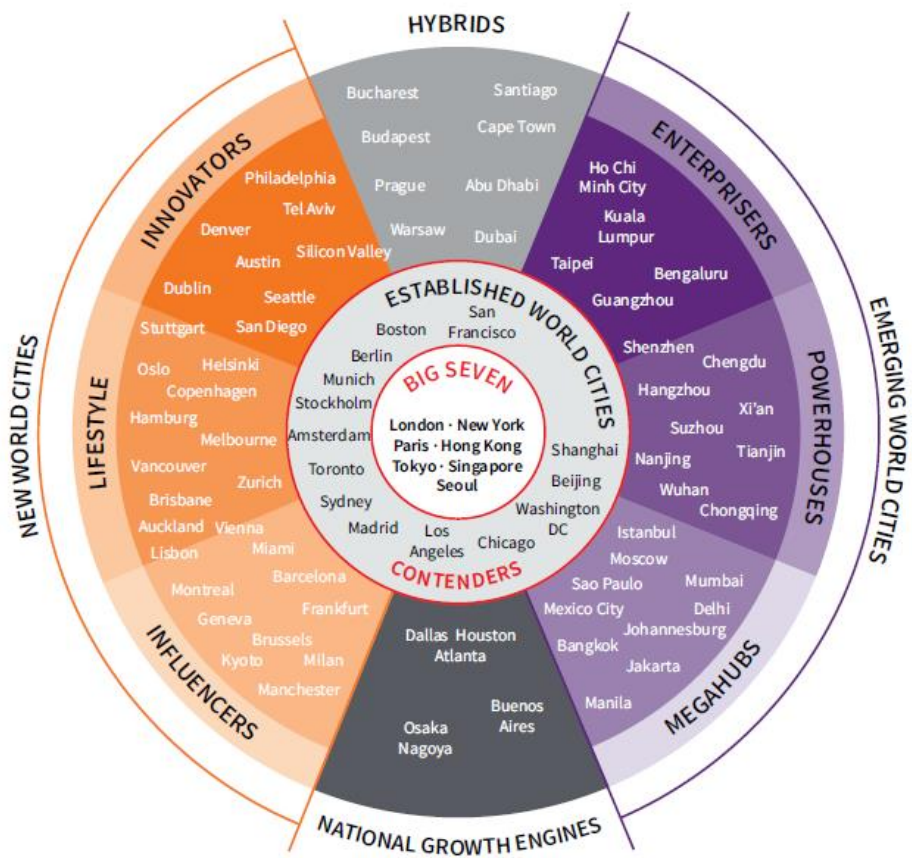 HYBRIDS
Bucharest
Santiago
Budapest
Cape Town
Prague
Abu Dhabi
Warsaw
Dubai
ENTERPRISERS
Ho Chi
Minh City
Kuala
Lumpur
Taipei
Bengaluru
Guangzhou
POWERHOUSES
Shenzhen
Chengdu
Hangzhou
Xi'an
Suzhou
Tianjin
Nanjing
Wuhan
Chongqing
MEGAHUBS
Istanbul
Moscow
Sao Paulo
Mumbai
Mexico City
Delhi
Johannesburg
Bangkok
Jakarta
Manila
EMERGING WORLD CITIES
NATIONAL GROWTH ENGINES
Dallas Houston
Atlanta
Buenos
Aires
Osaka
Nagoya
INFLUENCERS
Miami
Barcelona
Montreal
Frankfurt
Geneva
Brussels
Kyoto
Milan
Manchester
LIFESTYLE
Stuttgart
Oslo
Helsinki
Copenhagen
Hamburg
Melbourne
Vancouver
Zurich
Brisbane
Auckland
Vienna
Lisbon
INNOVATORS
Philadelphia
Tel Aviv
Denver
Silicon Valley
Austin
Dublin
Seattle
San Diego
NEW WORLD CITIES
ESTABLISHED WORLD CITIES
San
Francisco
Boston
Berlin
Munich
Stockholm
Amsterdam
Toronto
Sydney
Madrid
Los
Angeles
Chicago
Washington
DC
Beijing
Shanghai
CONTENDERS
BIG SEVEN
London · New York
Paris · Hong Kong
Tokyo · Singapore
Seoul